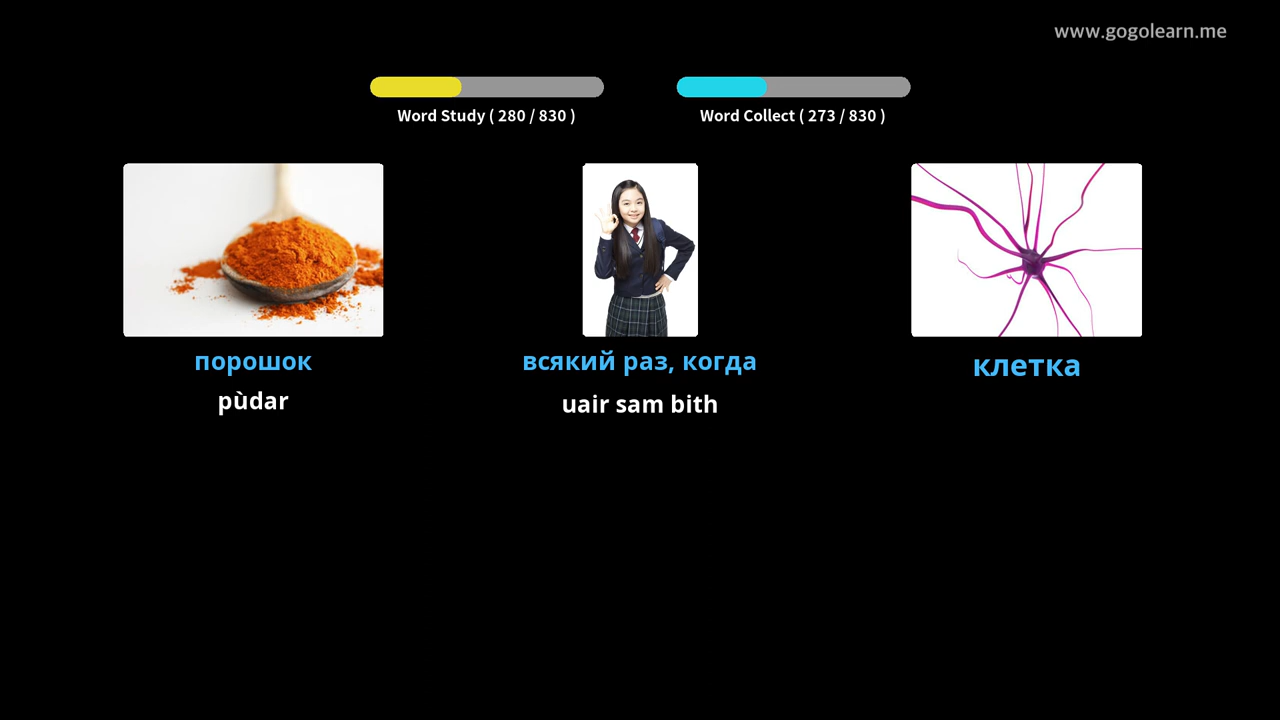 www.gogolearn.me
Word Study ( 280 / 830 )
Word Collect ( 273 / 830 )
порошок
pùdar
всякий раз, когда
uair sam bith
клетка